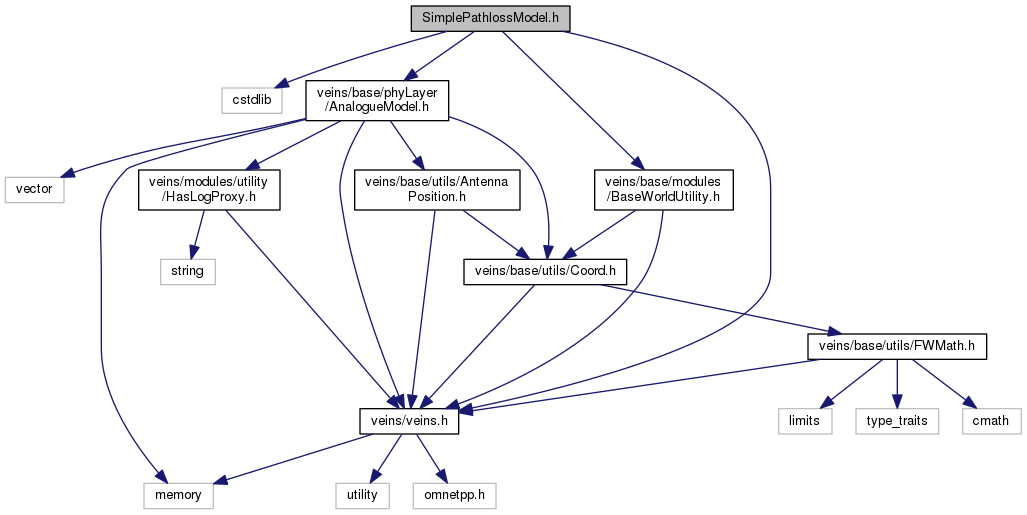 SimplePathlossModel.h
cstdlib
veins/base/phyLayer
/AnalogueModel.h
vector
veins/modules/utility
/HasLogProxy.h
veins/base/utils/Antenna
Position.h
veins/base/modules
/BaseWorldUtility.h
string
veins/base/utils/Coord.h
veins/base/utils/FWMath.h
veins/veins.h
limits
type_traits
cmath
memory
utility
omnetpp.h